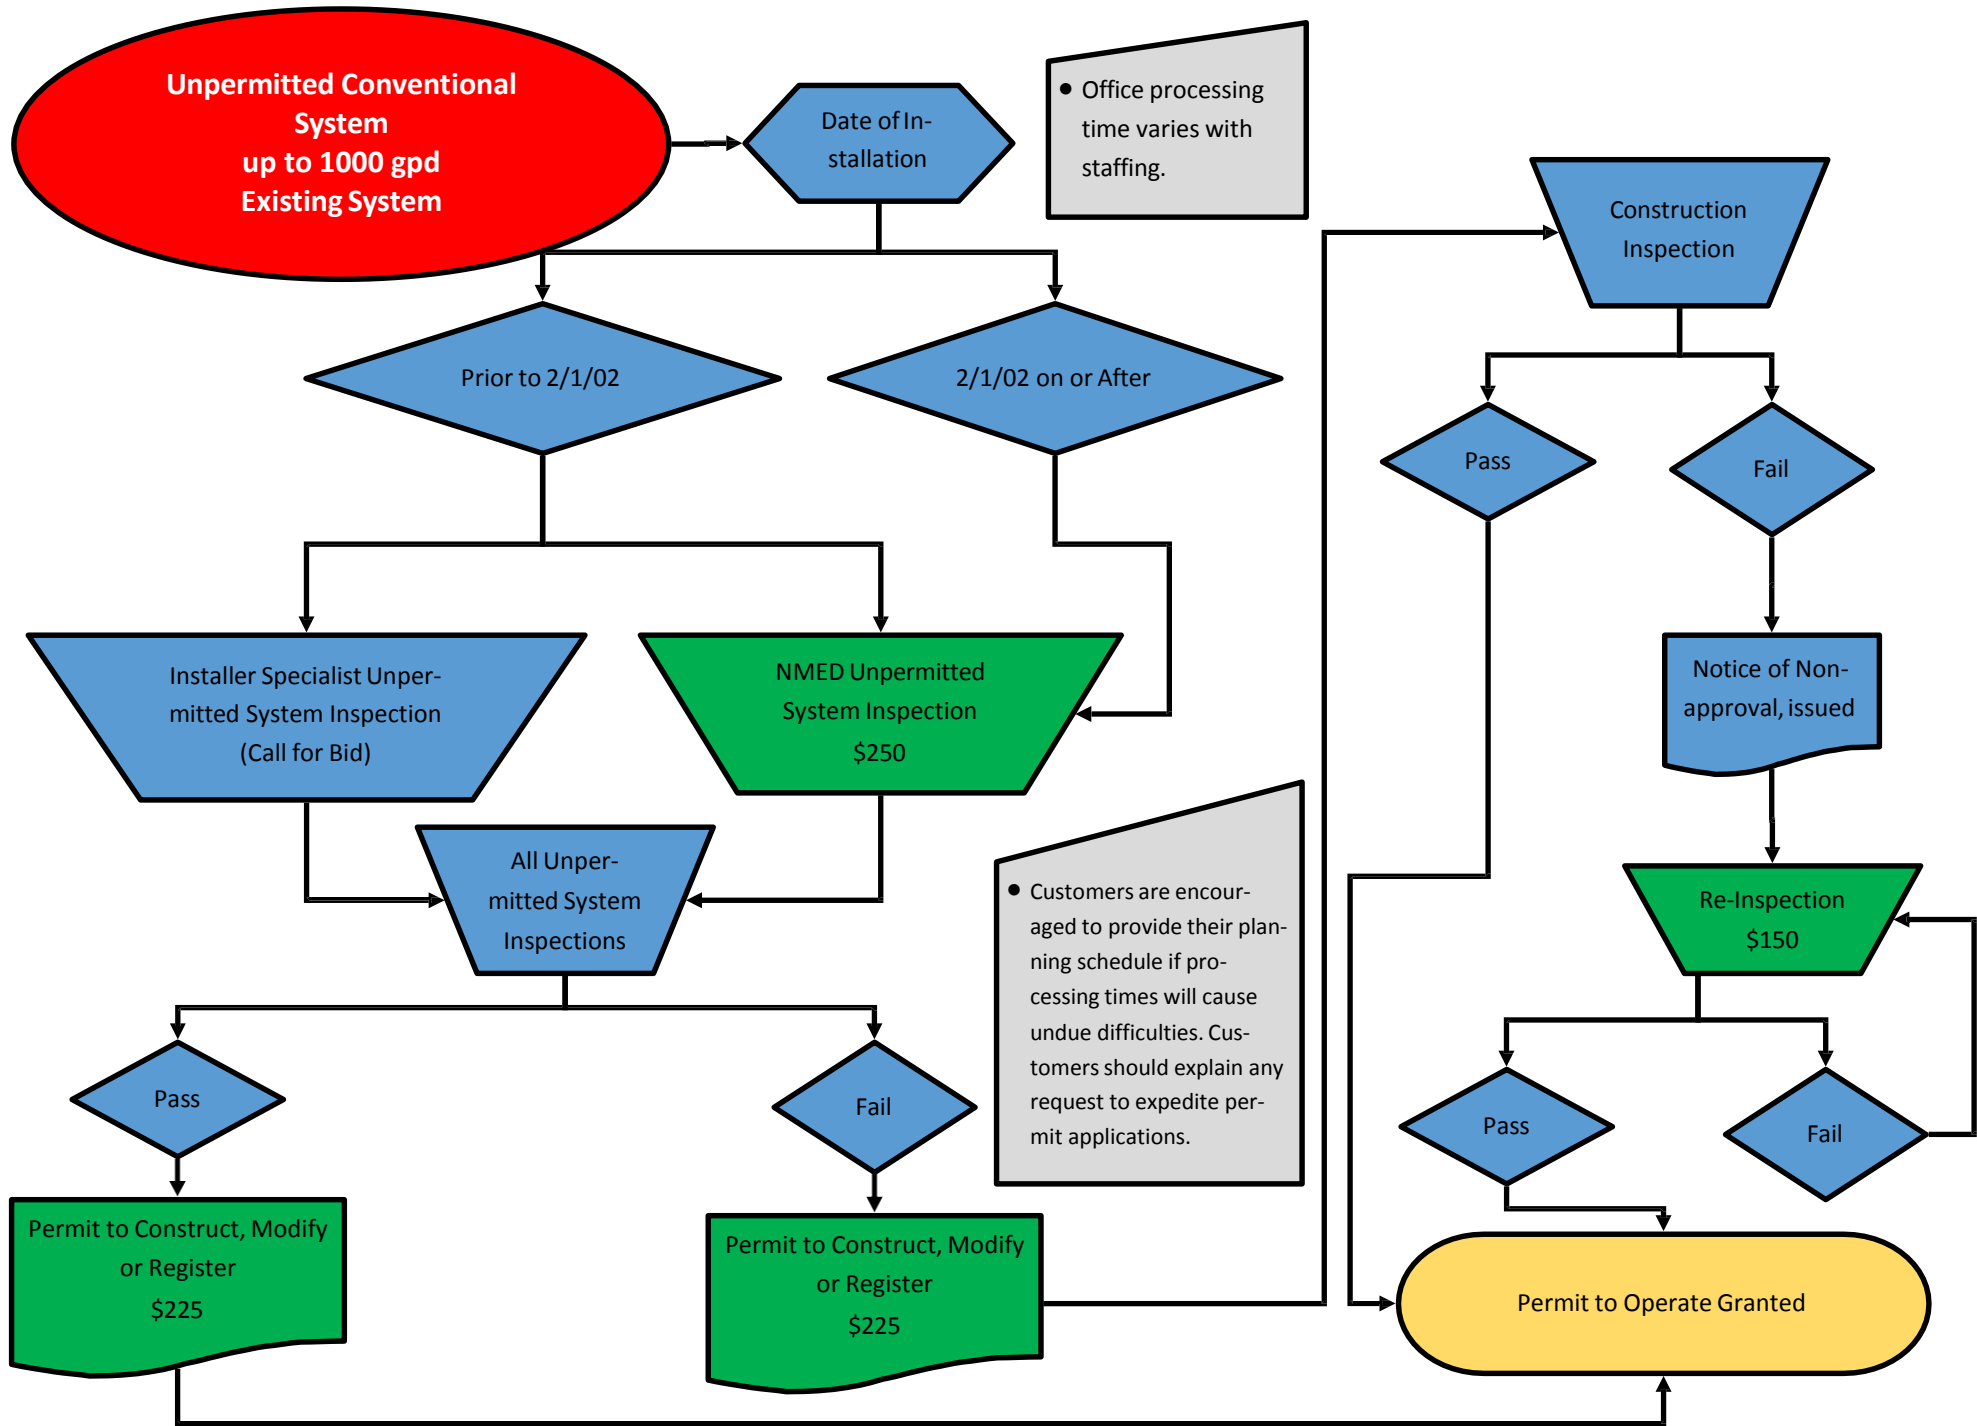 Unpermitted Conventional
System
up to 1000 gpd
Existing System
Date of In-
stallation
• Office processing
time varies with
staffing.
Construction
Inspection
Prior to 2/1/02
2/1/02 on or After
Pass
Fail
Installer Specialist Unper-
mitted System Inspection
(Call for Bid)
NMED Unpermitted
System Inspection
$250
Notice of Non-
approval, issued
All Unper-
mitted System
Inspections
• Customers are encour-
aged to provide their plan-
ning schedule if pro-
cessing times will cause
undue difficulties. Cus-
tomers should explain any
request to expedite per-
mit applications.
Re-Inspection
$150
Pass
Fail
Pass
Fail
Permit to Construct, Modify
or Register
$225
Permit to Construct, Modify
or Register
$225
Permit to Operate Granted